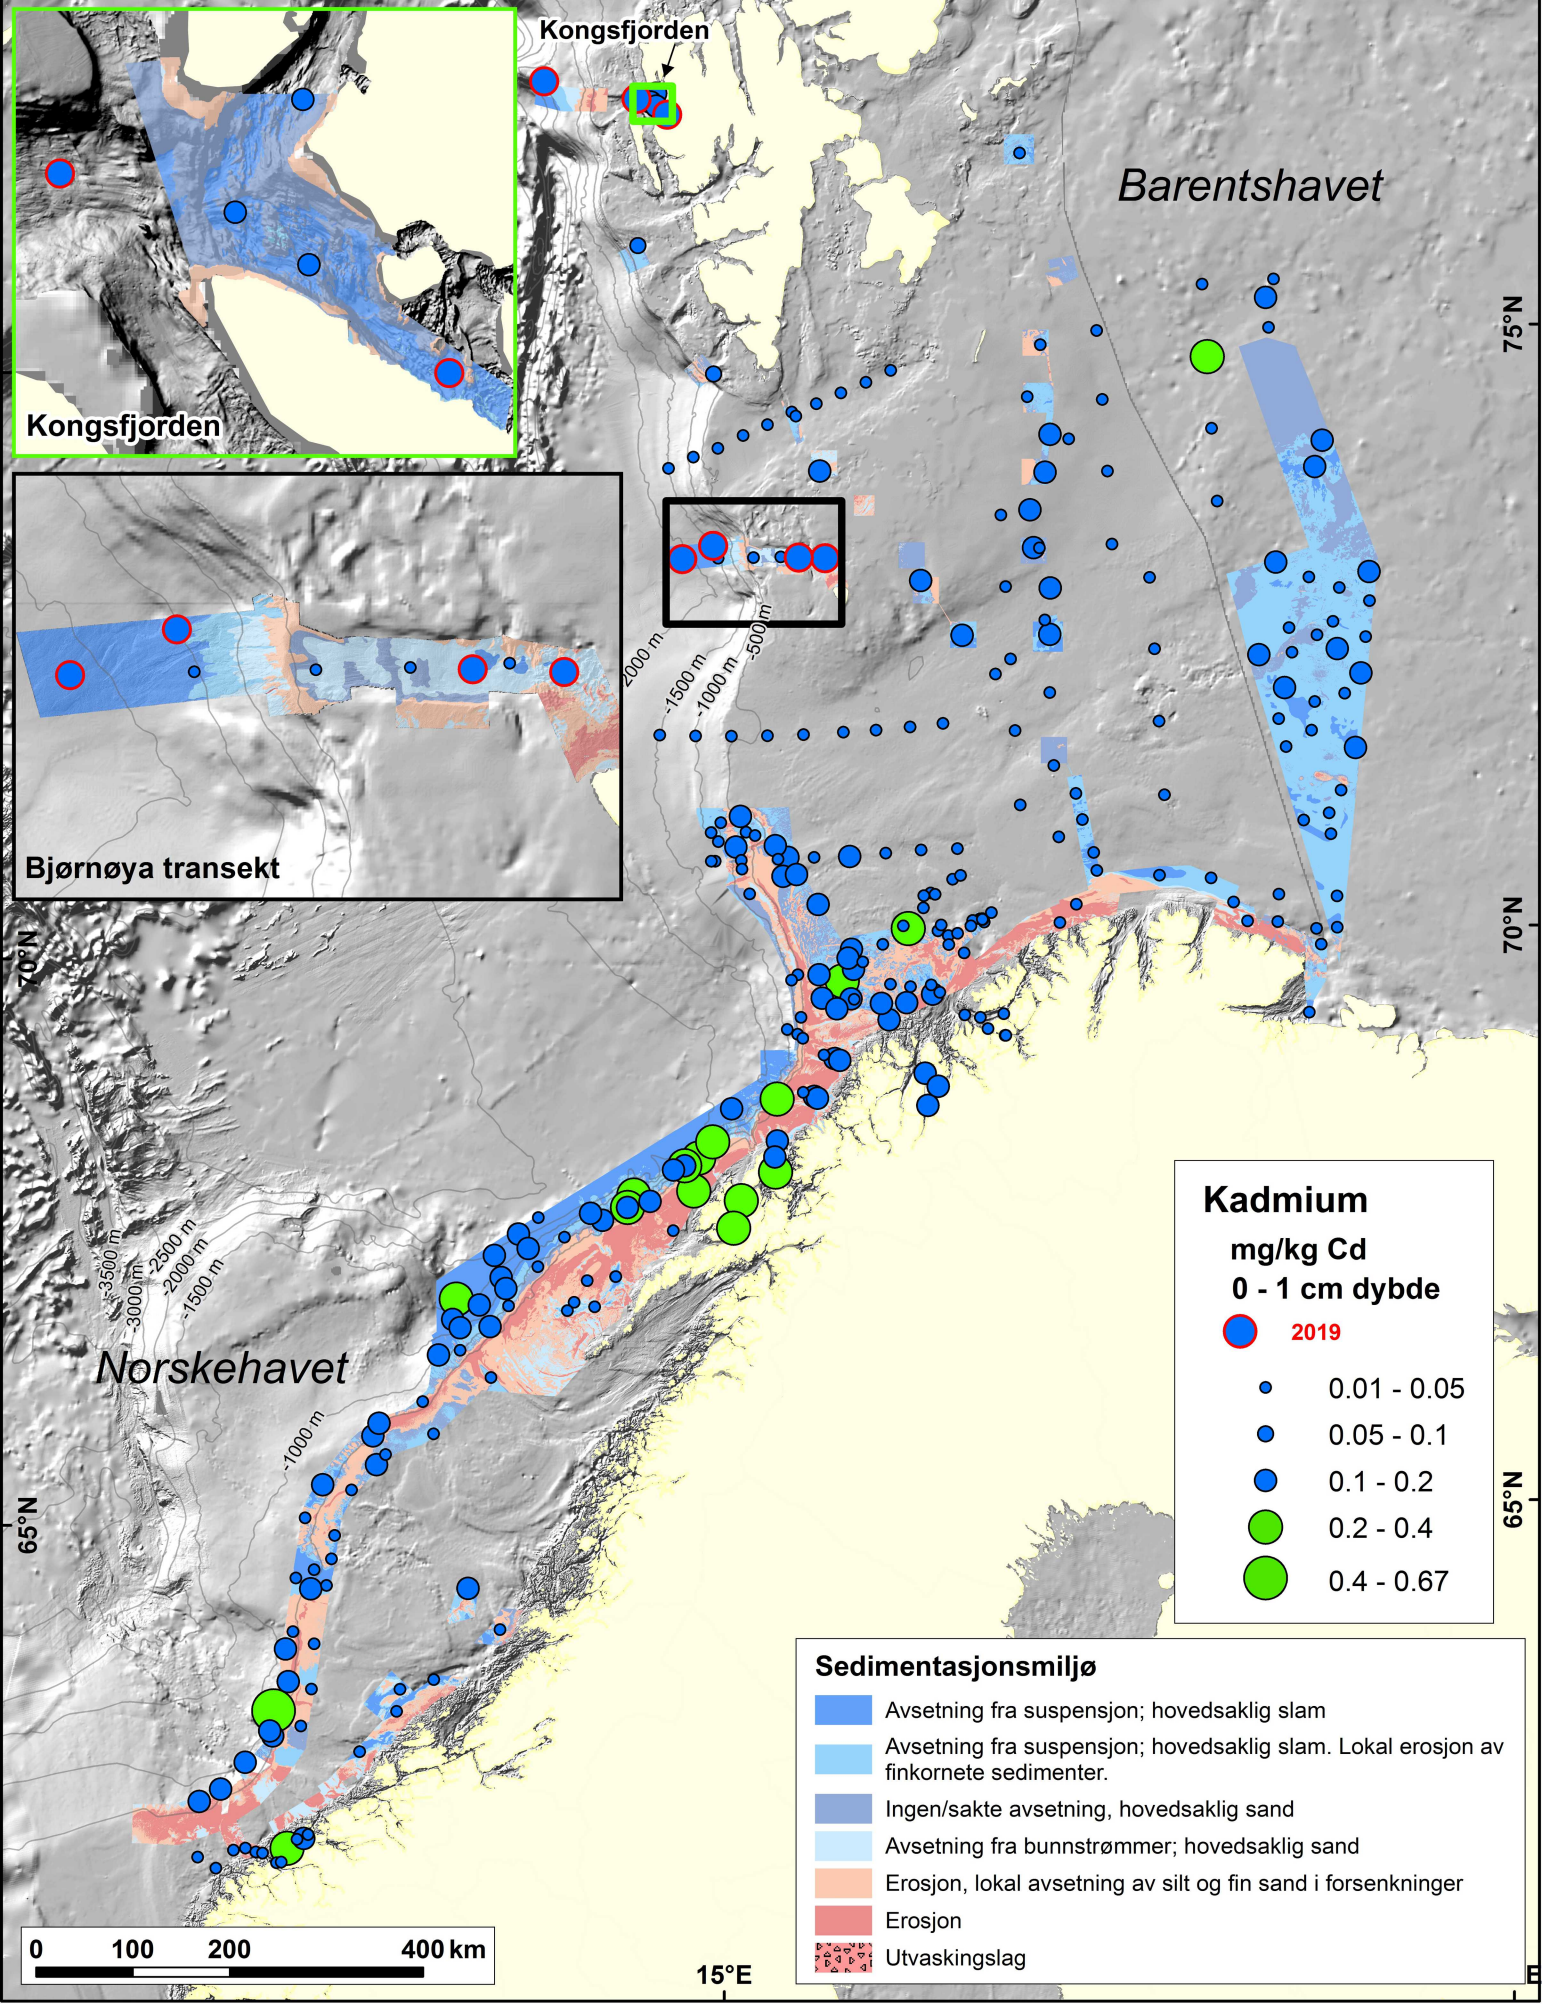 Kongsfjorden
Barentshavet
Kongsfjorden
75°N
Bjørnøya transekt
-2000 m
-1500 m
-1000 m
-500 m
70°N
70°N
-3500 m
-3000 m
-2500 m
-2000 m
-1500 m
Norskehavet
-1000 m
Kadmium
mg/kg Cd
0 - 1 cm dybde
2019
0.01 - 0.05
0.05 - 0.1
0.1 - 0.2
0.2 - 0.4
0.4 - 0.67
65°N
65°N
Sedimentasjonsmiljø
Avsetning fra suspensjon; hovedsaklig slam
Avsetning fra suspensjon; hovedsaklig slam. Lokal erosjon av
finkornete sedimenter.
Ingen/sakte avsetning, hovedsaklig sand
Avsetning fra bunnstrømmer; hovedsaklig sand
Erosjon, lokal avsetning av silt og fin sand i forsenkninger
Erosjon
Utvaskingslag
0 100 200 400 km
15°E
E